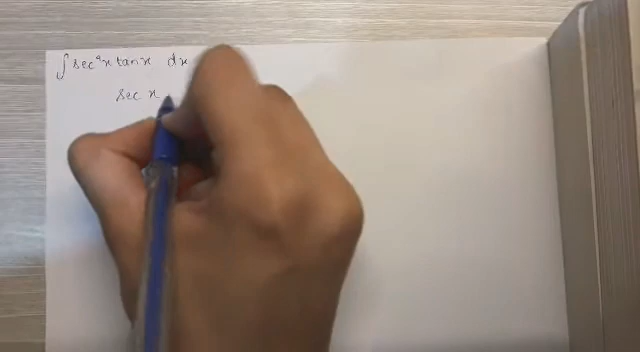 ∫ sec²x tanx dx
sec x